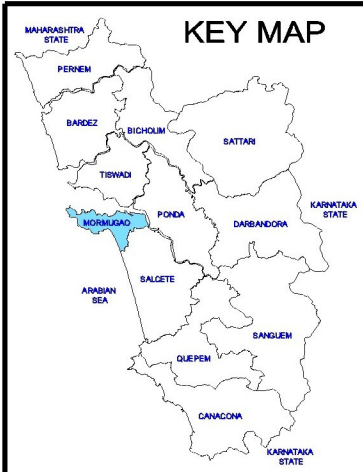 KEY MAP
MAHARASHTRA
STATE
PERNEM
BARDEZ
BICHOLIM
SATTARI
TISWADI
KARNATAKA
STATE
MORMUGAO
PONDA
DARBANDORA
ARABIAN
SEA
SALCETE
SANGUEM
QUEPEM
CANACONA
KARNATAKA
STATE